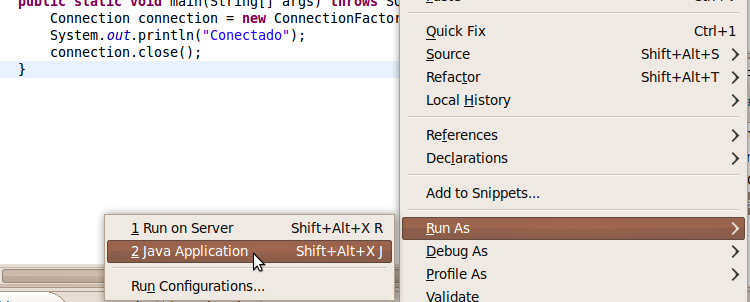 public static void main(String[] args) throws
Connection connection = new ConnectionFactor
System.out.println("Conectado");
connection.close();
}
Quick Fix Ctrl+1
Source Shift+Alt+S
Refactor Shift+Alt+T
Local History
References
Declarations
Add to Snippets...
Run As
Debug As
Profile As
Validate
1 Run on Server Shift+Alt+X R
2 Java Application Shift+Alt+X J
Run Configurations...